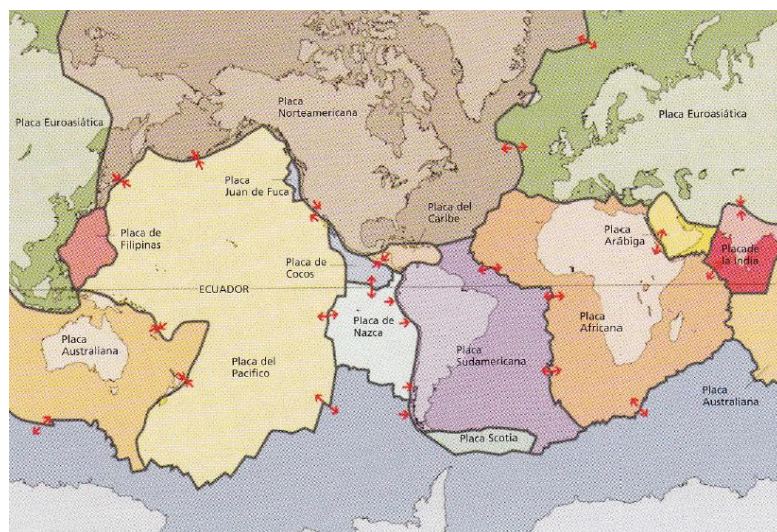 Placa Euroasiática
Placa
Norteamericana
Placa Euroasiática
Placa
Juan de Fuca
Placa del
Caribe
Placa de
Filipinas
Placa
Arábiga
Placa de
la India
Placa de
Cocos
ECUADOR
Placa
Australiana
Placa de
Nazca
Placa
Africana
Placa del
Pacifico
Placa
Sudamericana
Placa
Australiana
Placa Scotia